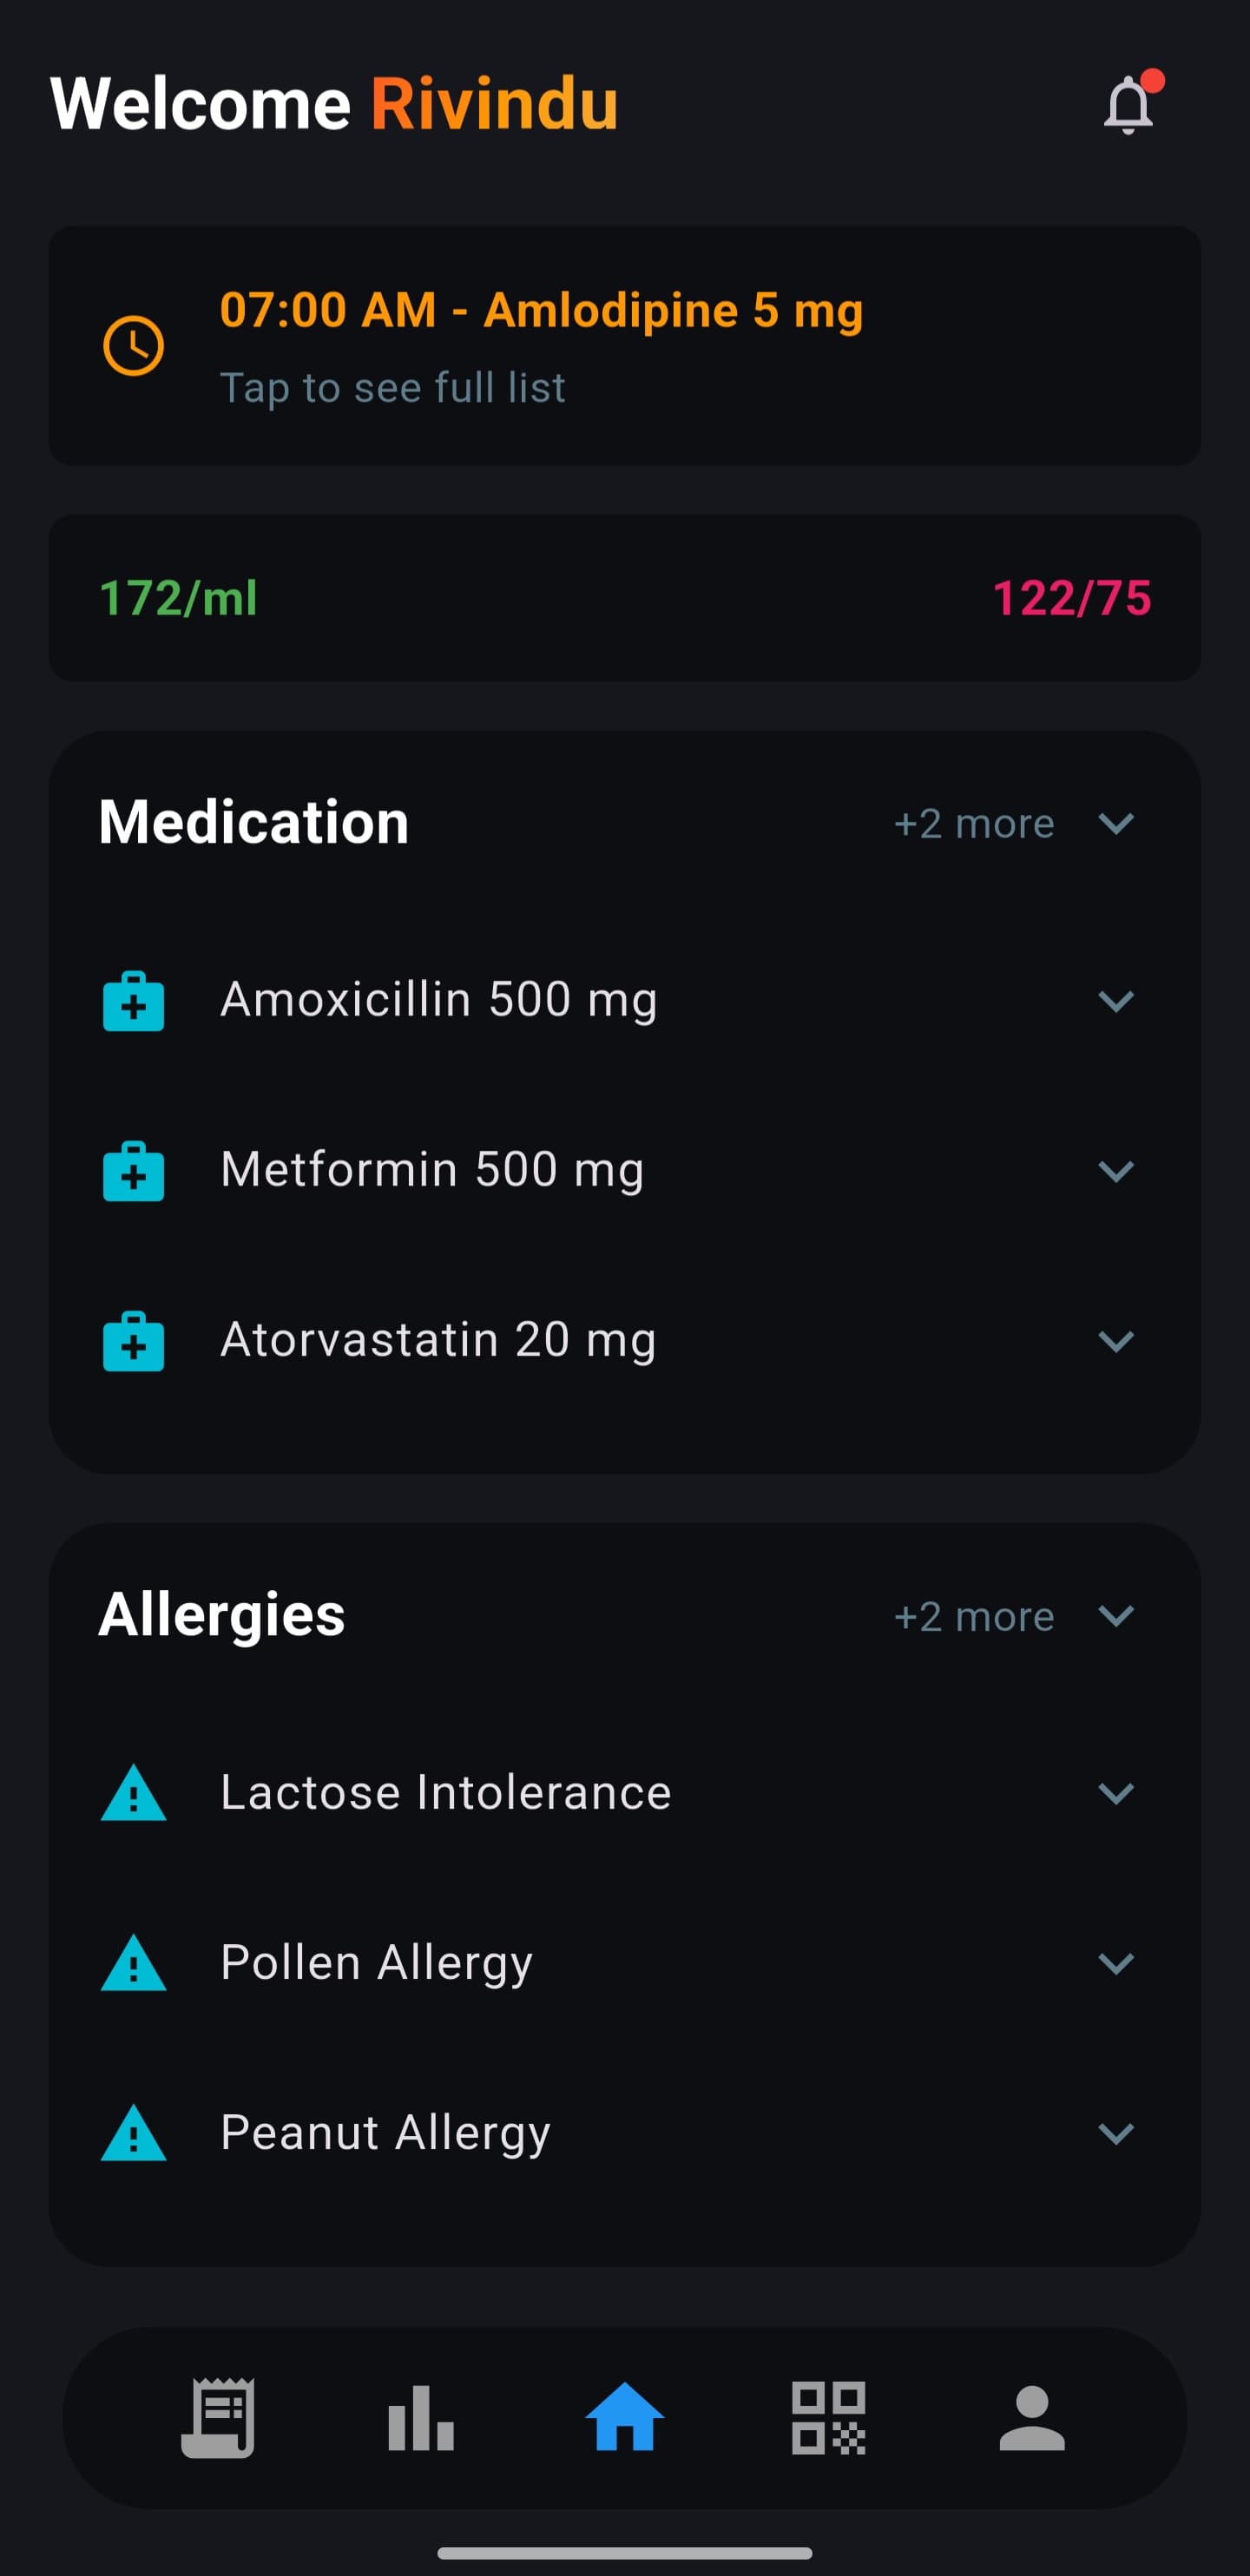 Welcome Rivindu
07:00 AM - Amlodipine 5 mg
Tap to see full list
172/ml
122/75
Medication
+2 more
Amoxicillin 500 mg
Metformin 500 mg
Atorvastatin 20 mg
Allergies
+2 more
Lactose Intolerance
Pollen Allergy
Peanut Allergy